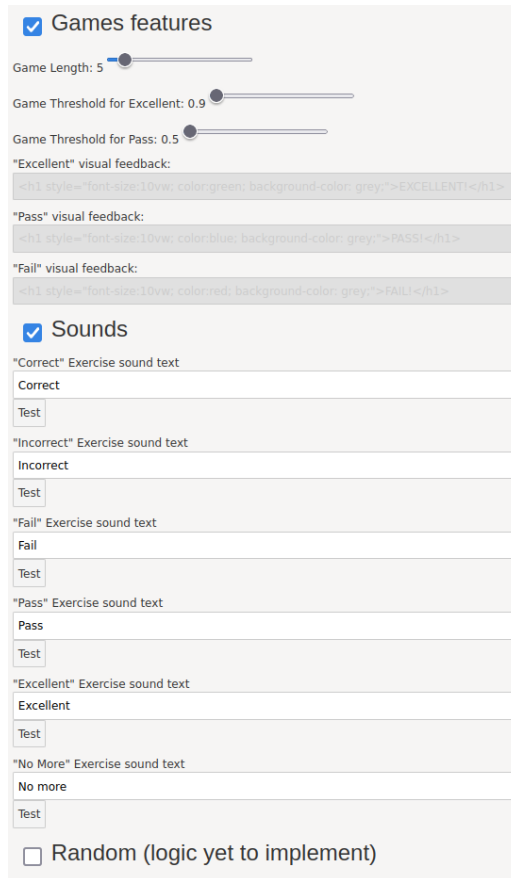 Games features
Game Length: 5
Game Threshold for Excellent: 0.9
Game Threshold for Pass: 0.5
"Excellent" visual feedback:
<h1 style="font-size:10vw; color:green; background-color: grey;">EXCELLENT!</h1>
"Pass" visual feedback:
<h1 style="font-size:10vw; color:blue; background-color: grey;">PASS!</h1>
"Fail" visual feedback:
<h1 style="font-size:10vw; color:red; background-color: grey;">FAIL!</h1>
Sounds
"Correct" Exercise sound text
Correct
Test
"Incorrect" Exercise sound text
Incorrect
Test
"Fail" Exercise sound text
Fail
Test
"Pass" Exercise sound text
Pass
Test
"Excellent" Exercise sound text
Excellent
Test
"No More" Exercise sound text
No more
Test
Random (logic yet to implement)